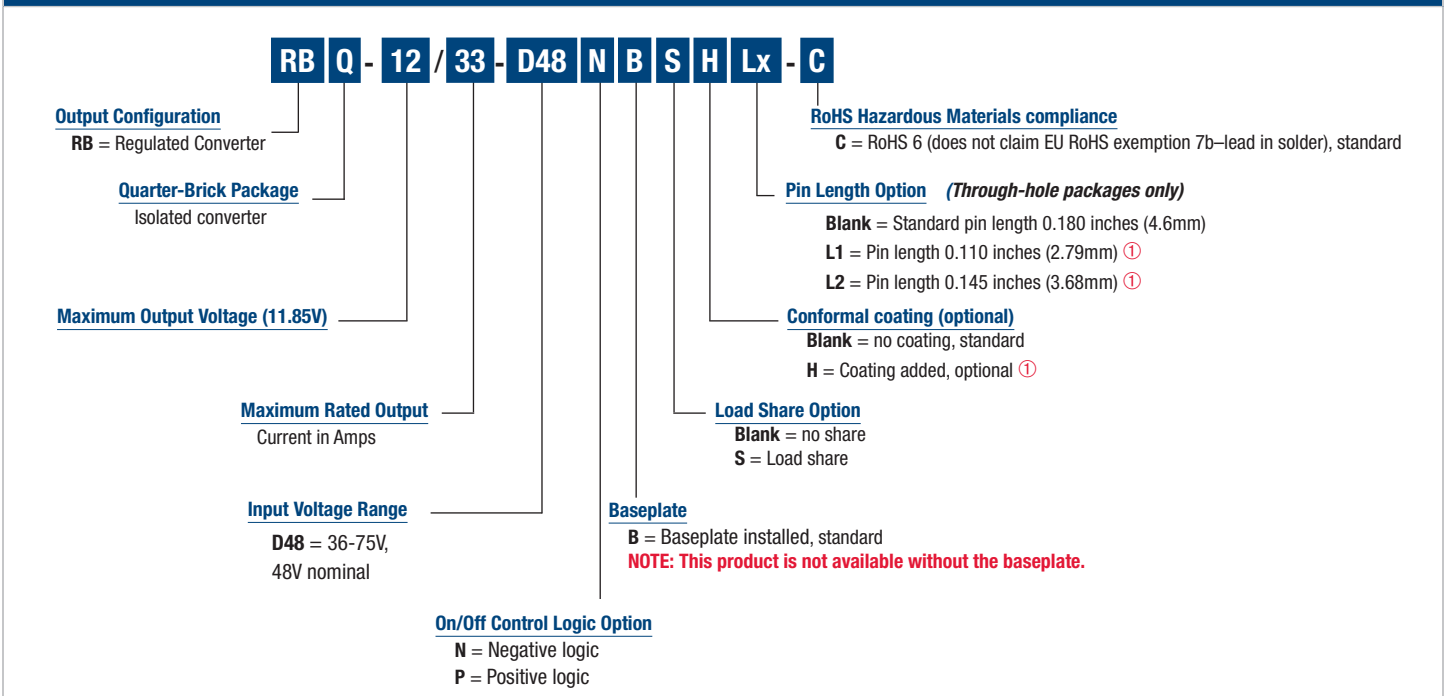 RB Q - 12 / 33 - D48 N B S H Lx - C
Output Configuration
RB = Regulated Converter
RoHS Hazardous Materials compliance
C = RoHS 6 (does not claim EU RoHS exemption 7b–lead in solder), standard
Quarter-Brick Package
Isolated converter
Pin Length Option (Through-hole packages only)
Blank = Standard pin length 0.180 inches (4.6mm)
L1 = Pin length 0.110 inches (2.79mm) ①
L2 = Pin length 0.145 inches (3.68mm) ①
Maximum Output Voltage (11.85V)
Conformal coating (optional)
Blank = no coating, standard
H = Coating added, optional ①
Maximum Rated Output
Current in Amps
Load Share Option
Blank = no share
S = Load share
Input Voltage Range
D48 = 36-75V,
48V nominal
Baseplate
B = Baseplate installed, standard
NOTE: This product is not available without the baseplate.
On/Off Control Logic Option
N = Negative logic
P = Positive logic